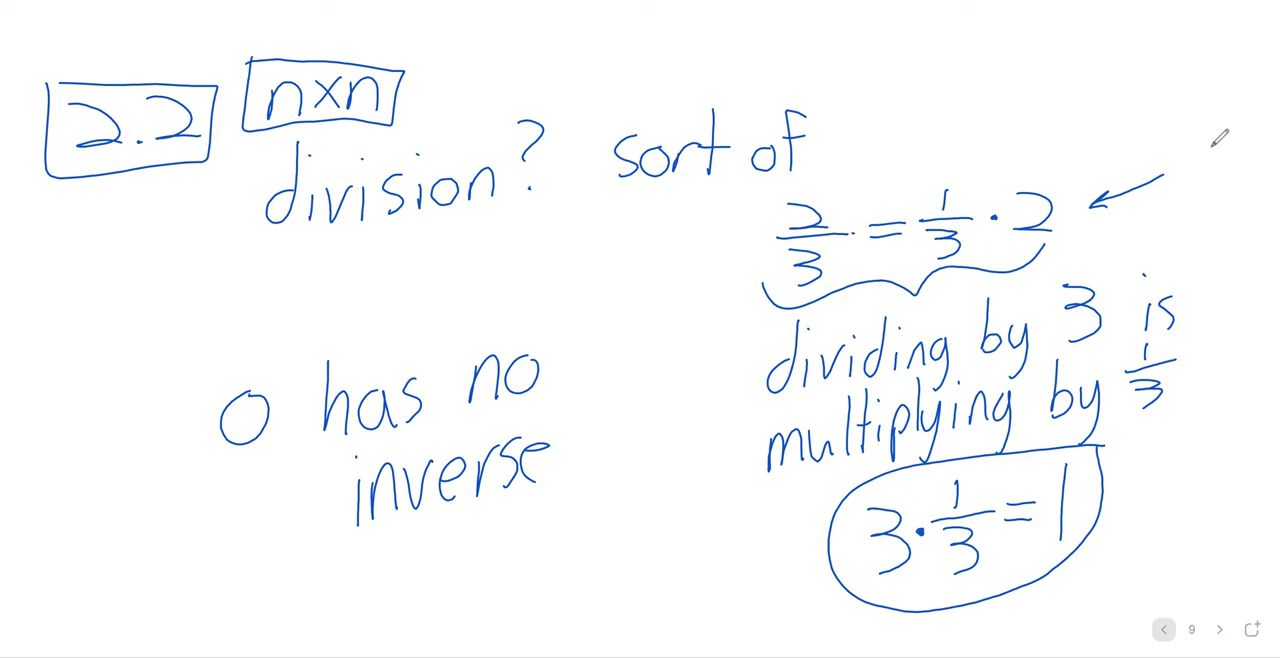 2.2 n×n
division? sort of
2/3 = 1/3 · 2
dividing by 3 is
multiplying by 1/3
3 · 1/3 = 1
0 has no
inverse
9